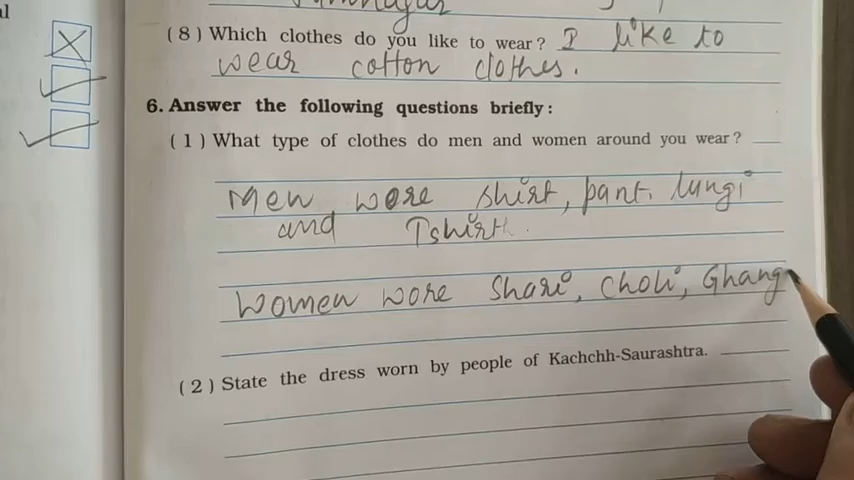 (8) Which clothes do you like to wear? I like to
wear cotton clothes.
6. Answer the following questions briefly:
(1) What type of clothes do men and women around you wear?
Men wore shirt, pant. lungi
and Tshirt.
Women wore Shari, Choli, Ghang
(2) State the dress worn by people of Kachchh-Saurashtra.